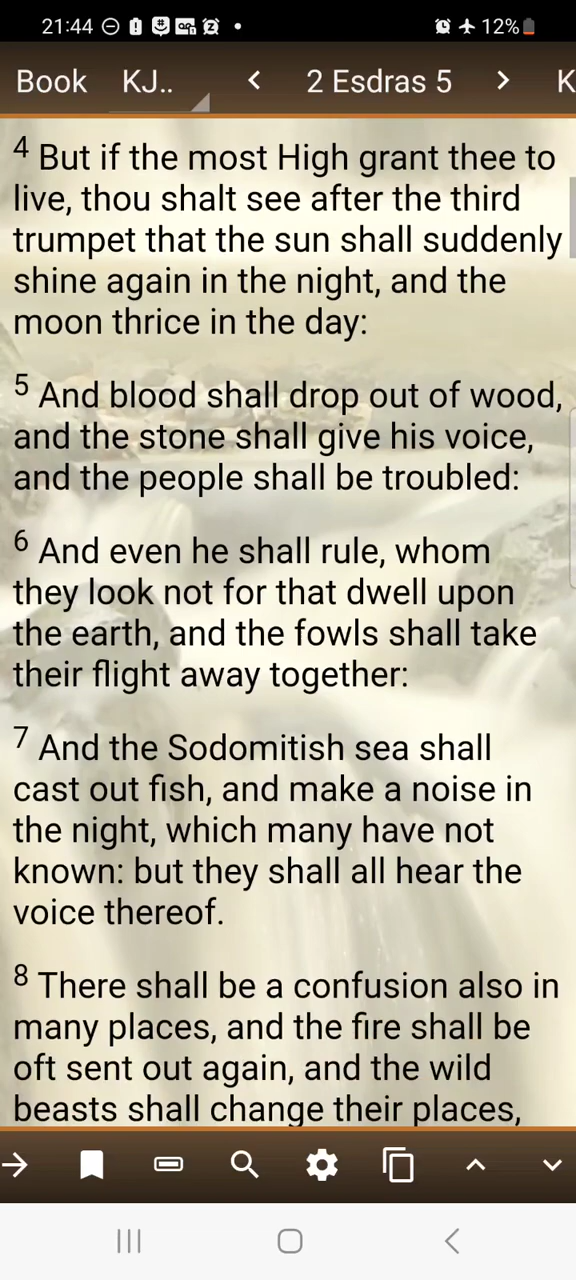 21:44 12%
Book KJ.. < 2 Esdras 5 > K
4 But if the most High grant thee to
live, thou shalt see after the third
trumpet that the sun shall suddenly
shine again in the night, and the
moon thrice in the day:
5 And blood shall drop out of wood,
and the stone shall give his voice,
and the people shall be troubled:
6 And even he shall rule, whom
they look not for that dwell upon
the earth, and the fowls shall take
their flight away together:
7 And the Sodomitish sea shall
cast out fish, and make a noise in
the night, which many have not
known: but they shall all hear the
voice thereof.
8 There shall be a confusion also in
many places, and the fire shall be
oft sent out again, and the wild
beasts shall change their places,